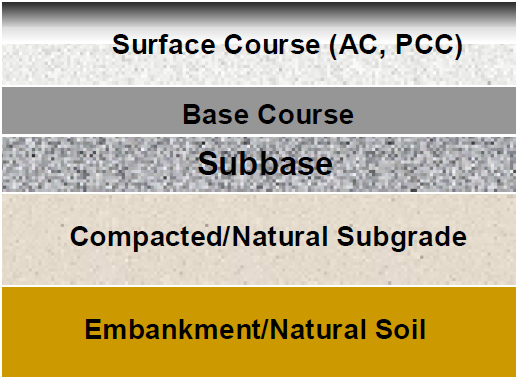 Surface Course (AC, PCC)
Base Course
Subbase
Compacted/Natural Subgrade
Embankment/Natural Soil